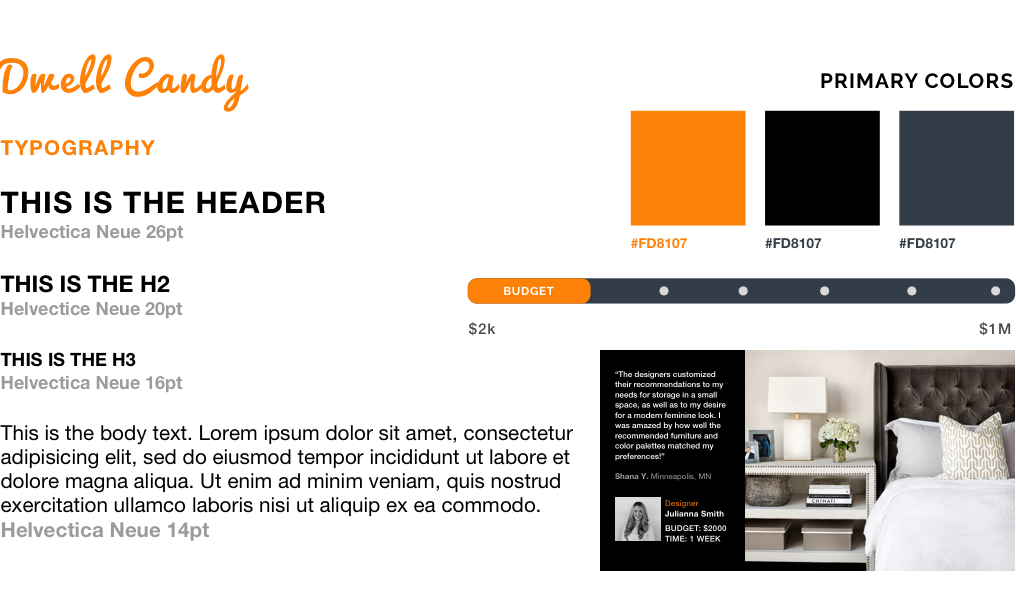 Dwell Candy
TYPOGRAPHY
THIS IS THE HEADER
Helvectica Neue 26pt
THIS IS THE H2
Helvectice Neue 20pt
THIS IS THE H3
Helvectica Neue 16pt
This is the body text. Lorem ipsum dolor sit amet, consectetur
adipisicing elit, sed do eiusmod tempor incididunt ut labore et
dolore magna aliqua. Ut enim ad minim veniam, quis nostrud
exercitation ullamco laboris nisi ut aliquip ex ea commodo.
Helvectica Neue 14pt
PRIMARY COLORS
#FD8107 #FD8107 #FD8107
BUDGET
$2k $1M
“The designers customized
their recommendations to my
needs for storage in a small
space, as well as to my desire
for a modern feminine look. I
was amazed by how well the
recommended furniture and
color palettes matched my
preferences!”
Shana Y. Minneapolis, MN
Designer
Julianna Smith
BUDGET: $2000
TIME: 1 WEEK
CHINATI